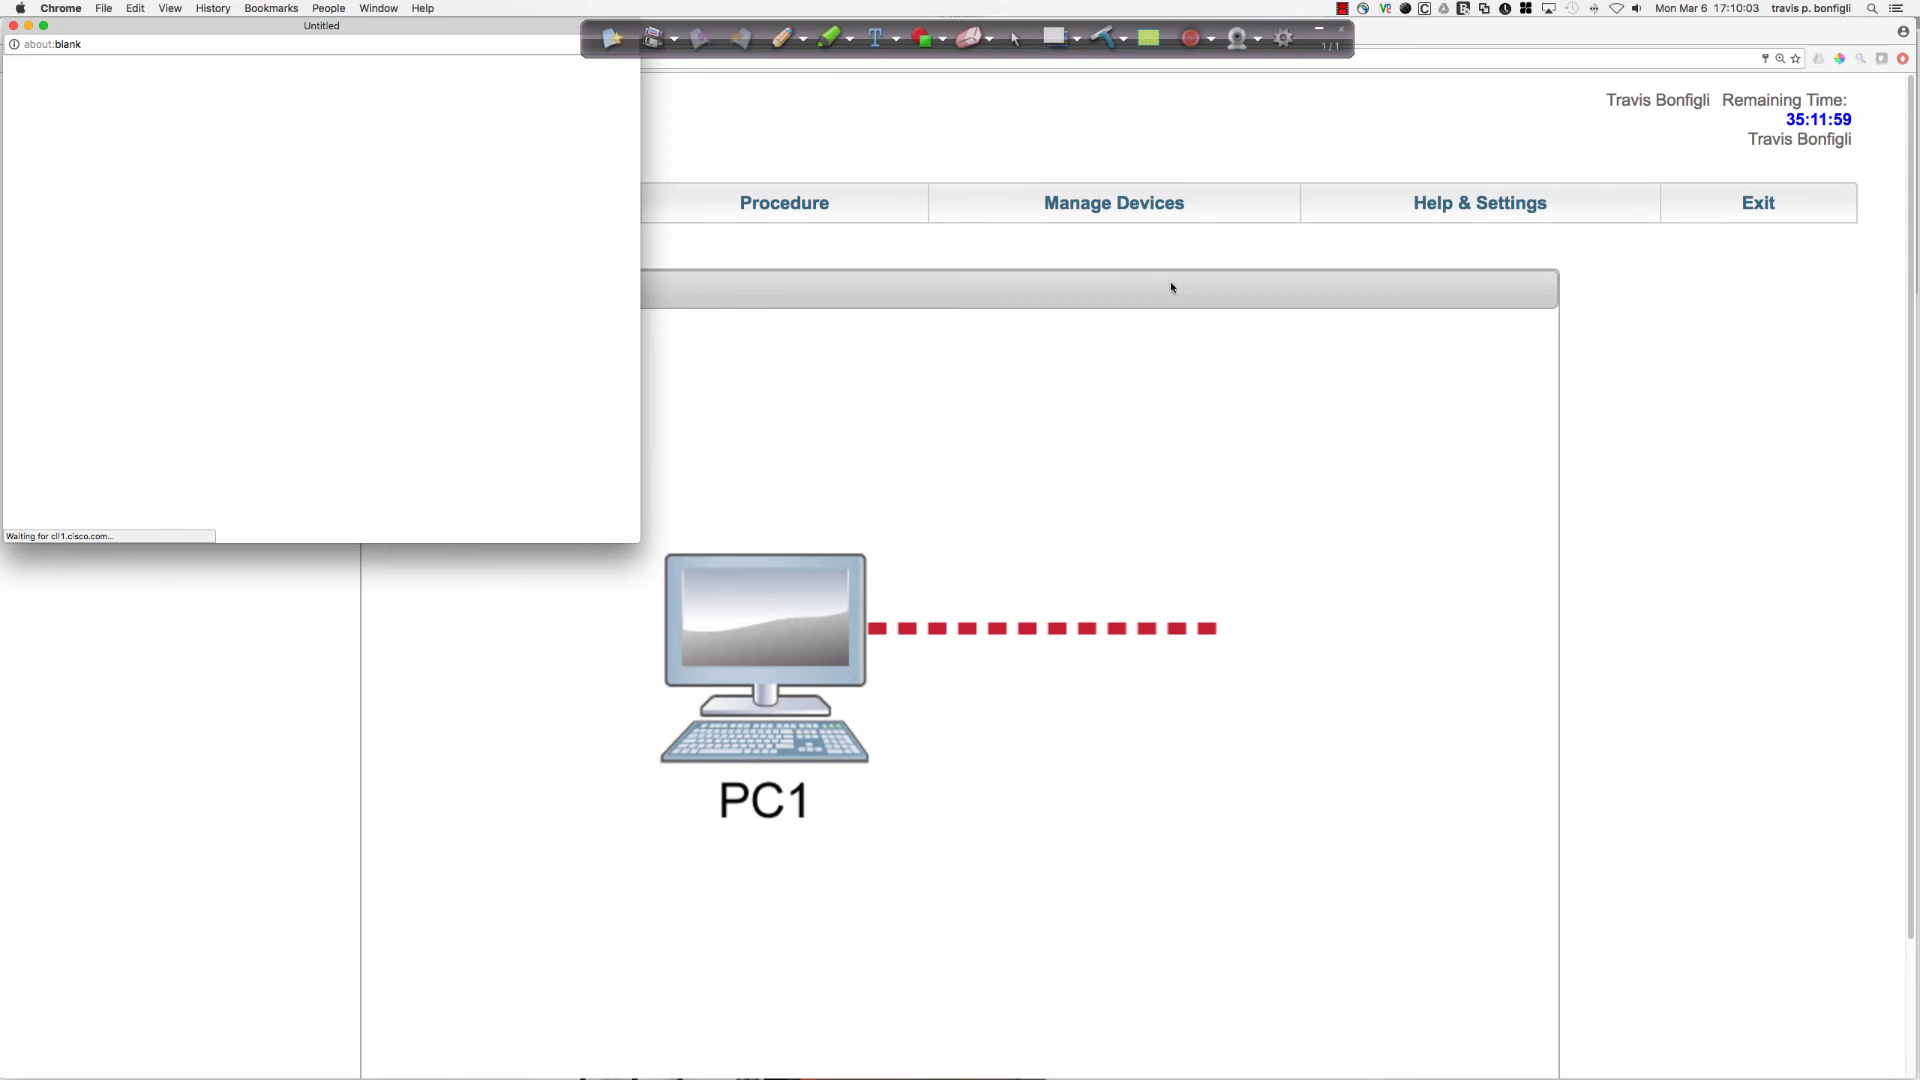 Chrome File Edit View History Bookmarks People Window Help
Mon Mar 6 17:10:03 travis p. bonfigli
Untitled
about:blank
1/1
Travis Bonfigli Remaining Time:
35:11:59
Travis Bonfigli
Procedure Manage Devices Help & Settings Exit
Waiting for cll1.cisco.com...
PC1